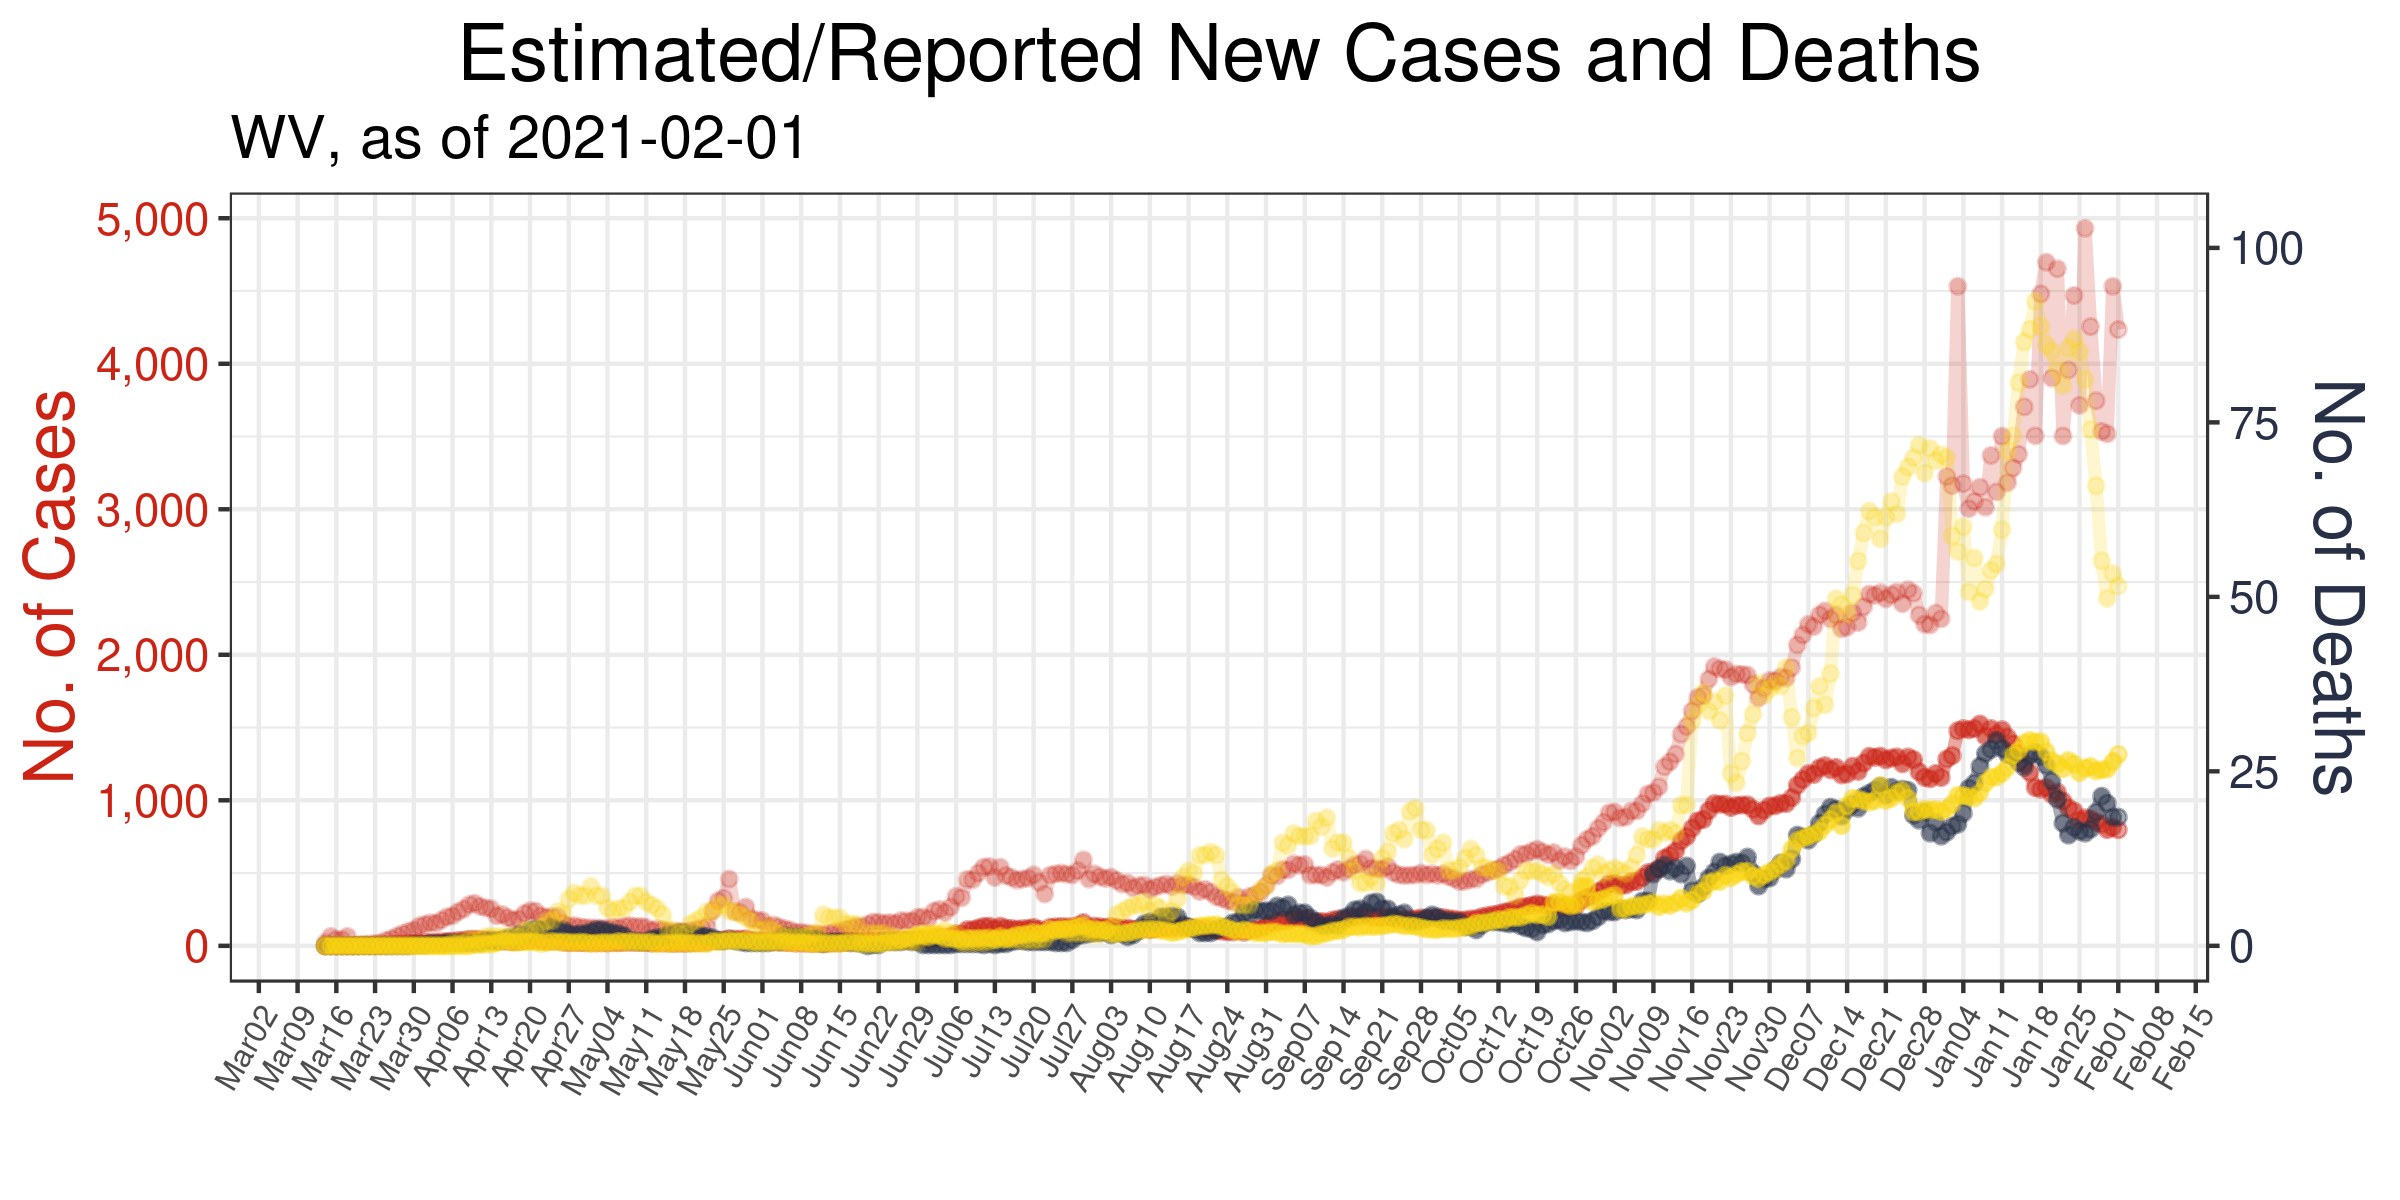 Estimated/Reported New Cases and Deaths
WV, as of 2021-02-01
No. of Cases
5,000
4,000
3,000
2,000
1,000
0
100
75
50
25
0
No. of Deaths
Mar02 Mar09 Mar16 Mar23 Mar30 Apr06 Apr13 Apr20 Apr27 May04 May11 May18 May25 Jun01 Jun08 Jun15 Jun22 Jun29 Jul06 Jul13 Jul20 Jul27 Aug03 Aug10 Aug17 Aug24 Aug31 Sep07 Sep14 Sep21 Sep28 Oct05 Oct12 Oct19 Oct26 Nov02 Nov09 Nov16 Nov23 Nov30 Dec07 Dec14 Dec21 Dec28 Jan04 Jan11 Jan18 Jan25 Feb01 Feb08 Feb15